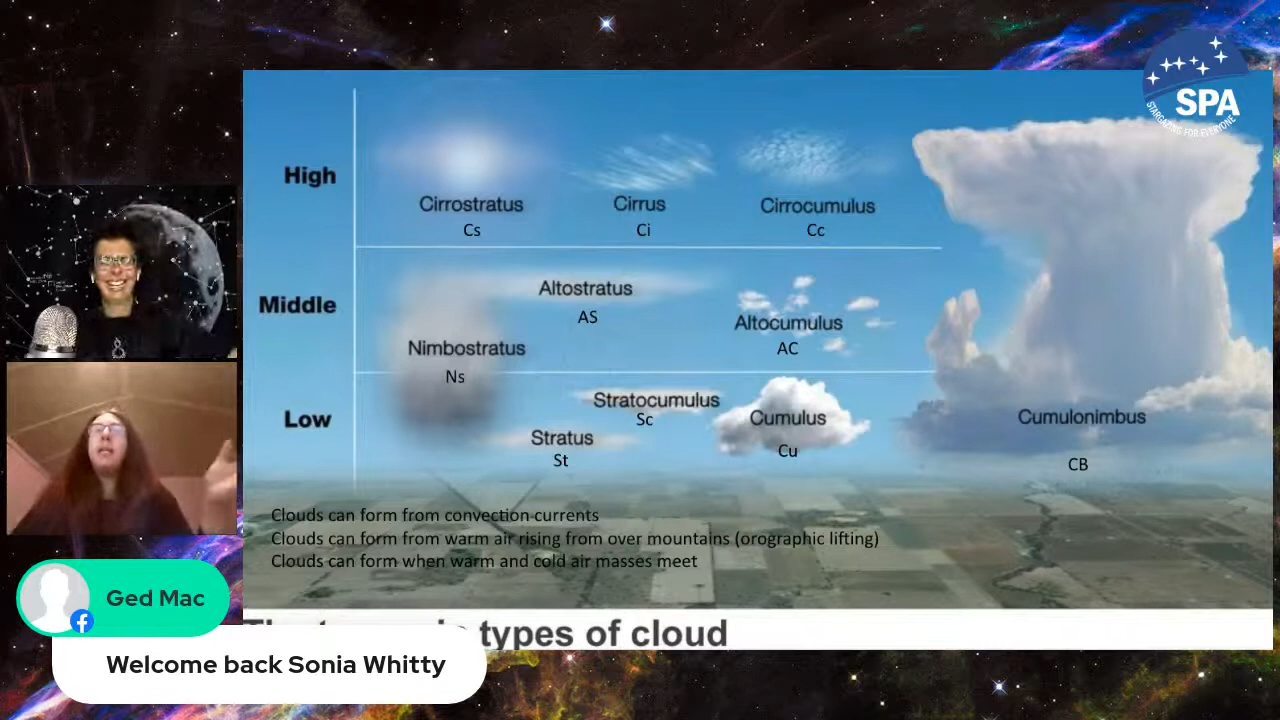 SPA
STARGAZING FOR EVERYONE
High
Cirrostratus
Cs
Cirrus
Ci
Cirrocumulus
Cc
Middle
Altostratus
AS
Altocumulus
AC
Nimbostratus
Ns
Low
Stratocumulus
Sc
Cumulus
Cu
Stratus
St
Cumulonimbus
CB
Clouds can form from convection currents
Clouds can form from warm air rising from over mountains (orographic lifting)
Clouds can form when warm and cold air masses meet
types of cloud
Ged Mac
Welcome back Sonia Whitty